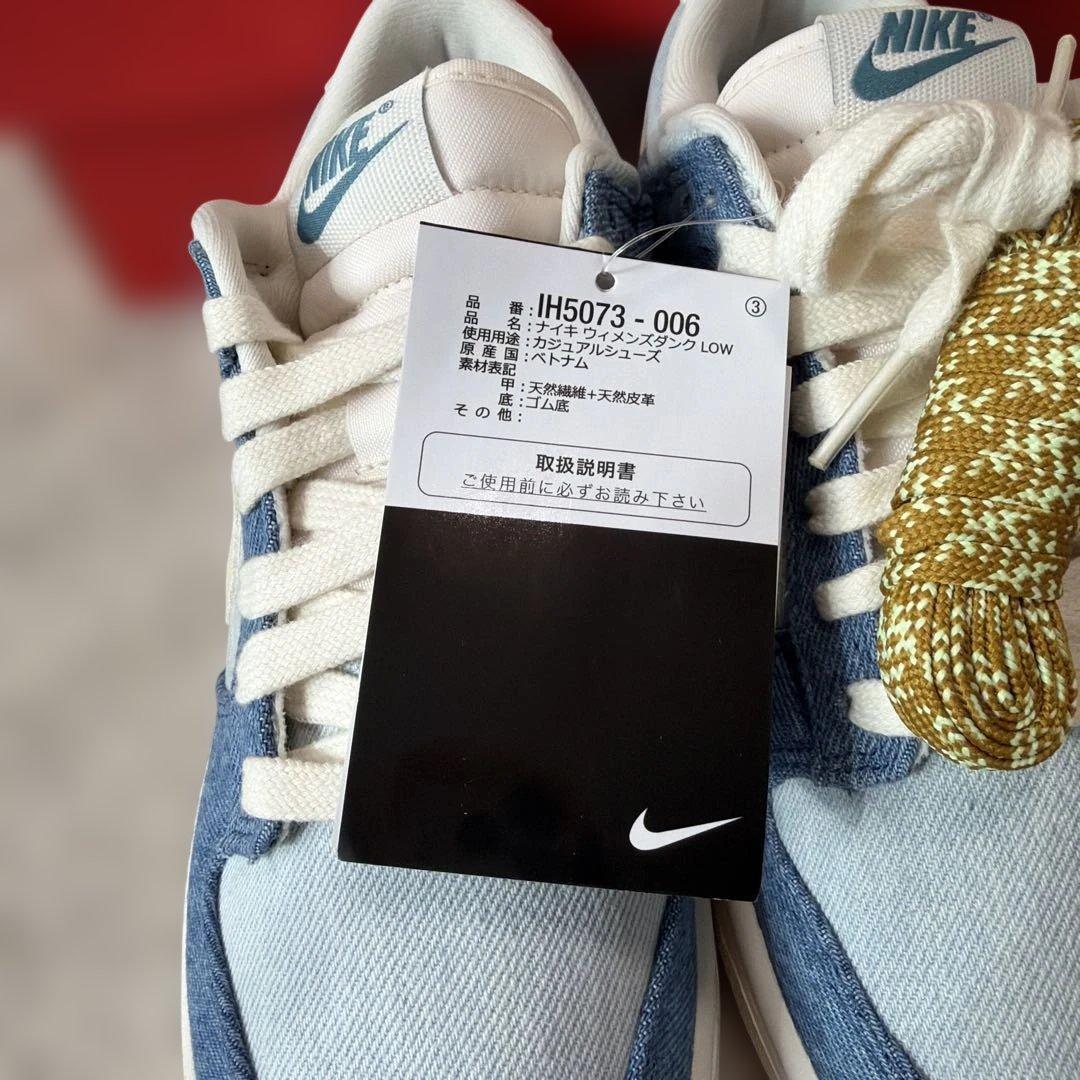 NIKE®
NIKE®
③
品番：IH5073 - 006
品名：ナイキ ウィメンズダンク LOW
使用用途：カジュアルシューズ
原産国：ベトナム
素材表記
甲：天然繊維+天然皮革
底：ゴム底
その他：
取扱説明書
ご使用前に必ずお読み下さい